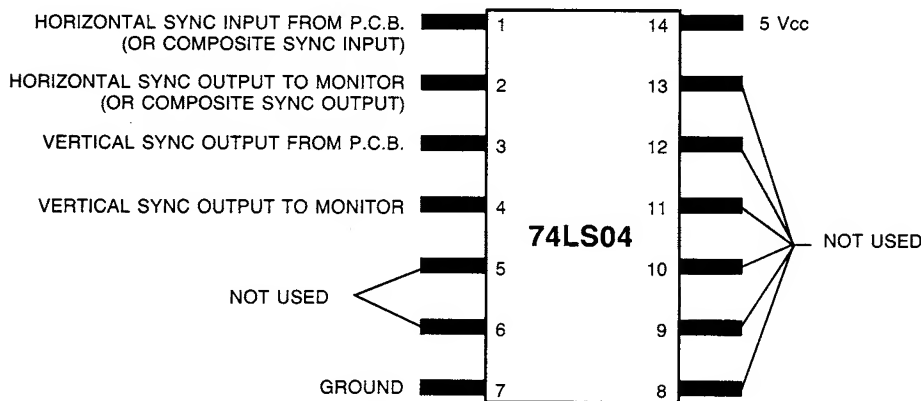 HORIZONTAL SYNC INPUT FROM P.C.B.
(OR COMPOSITE SYNC INPUT)
HORIZONTAL SYNC OUTPUT TO MONITOR
(OR COMPOSITE SYNC OUTPUT)
VERTICAL SYNC OUTPUT FROM P.C.B.
VERTICAL SYNC OUTPUT TO MONITOR
NOT USED
GROUND
1
2
3
4
5
6
7
74LS04
14
13
12
11
10
9
8
5 Vcc
NOT USED